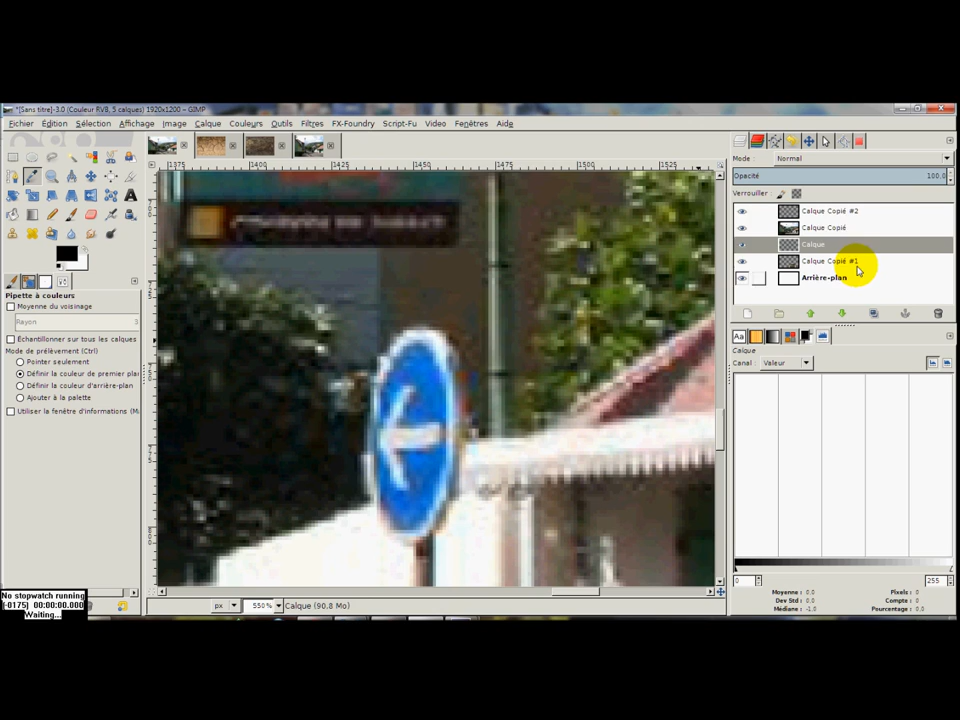 *[Sans titre]-3.0 (Couleur RVB, 5 calques) 1920x1200 – GIMP
Fichier Édition Sélection Affichage Image Calque Couleurs Outils Filtres FX-Foundry Script-Fu Video Fenêtres Aide
Mode : Normal
Opacité 100,0
Verrouiller :
Calque Copié #2
Calque Copié
Calque
Calque Copié #1
Arrière-plan
1375 1400 1425 1450 1475 1500 1525
Pipette à couleurs
Moyenne du voisinage
Rayon 3
Échantillonner sur tous les calques
Mode de prélèvement (Ctrl)
Pointer seulement
Définir la couleur de premier plan
Définir la couleur d'arrière-plan
Ajouter à la palette
Utiliser la fenêtre d'informations (M
Calque
Canal : Valeur
0 255
Moyenne : 0,0 Pixels : 0
Dev Std : 0,0 Compte : 0
Médiane : -1,0 Pourcentage : 0,0
No stopwatch running
(-0175) 00:00:00.000
Waiting...
px 550% Calque (90.8 Mo)